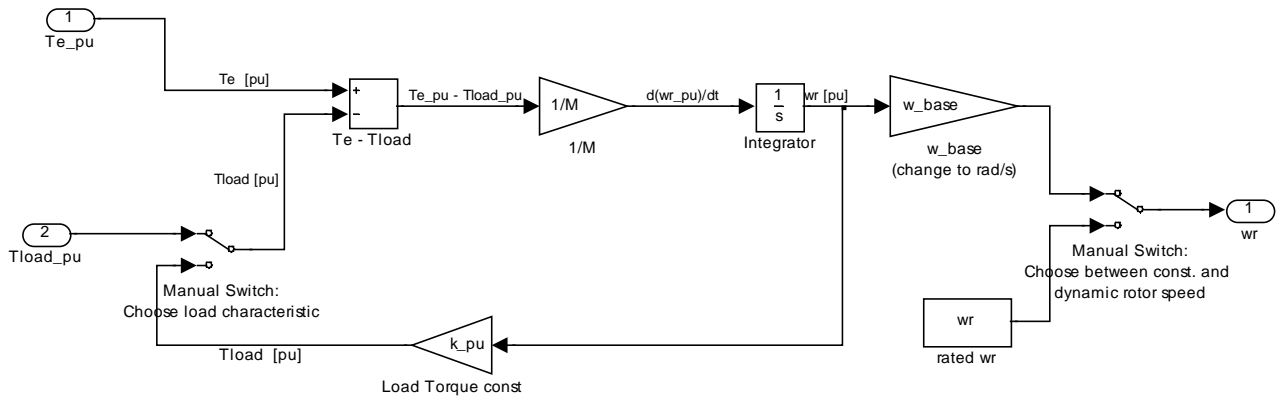 1
Te_pu
Te [pu]
+
−
Te - Tload
Te_pu - Tload_pu
1/M
1/M
d(wr_pu)/dt
1
s
Integrator
wr [pu]
w_base
w_base
(change to rad/s)
Tload [pu]
2
Tload_pu
Manual Switch:
Choose load characteristic
Tload [pu]
k_pu
Load Torque const
1
wr
Manual Switch:
Choose between const. and
dynamic rotor speed
wr
rated wr